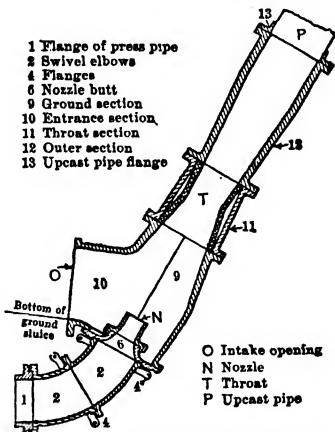 13
P
1 Flange of press pipe
2 Swivel elbows
4 Flanges
6 Nozzle butt
9 Ground section
10 Entrance section
11 Throat section
12 Outer section
13 Upcast pipe flange
12
T
11
O
10
9
N
6
Bottom of
ground
sluice
2
4
1
2
4
O Intake opening
N Nozzle
T Throat
P Upcast pipe